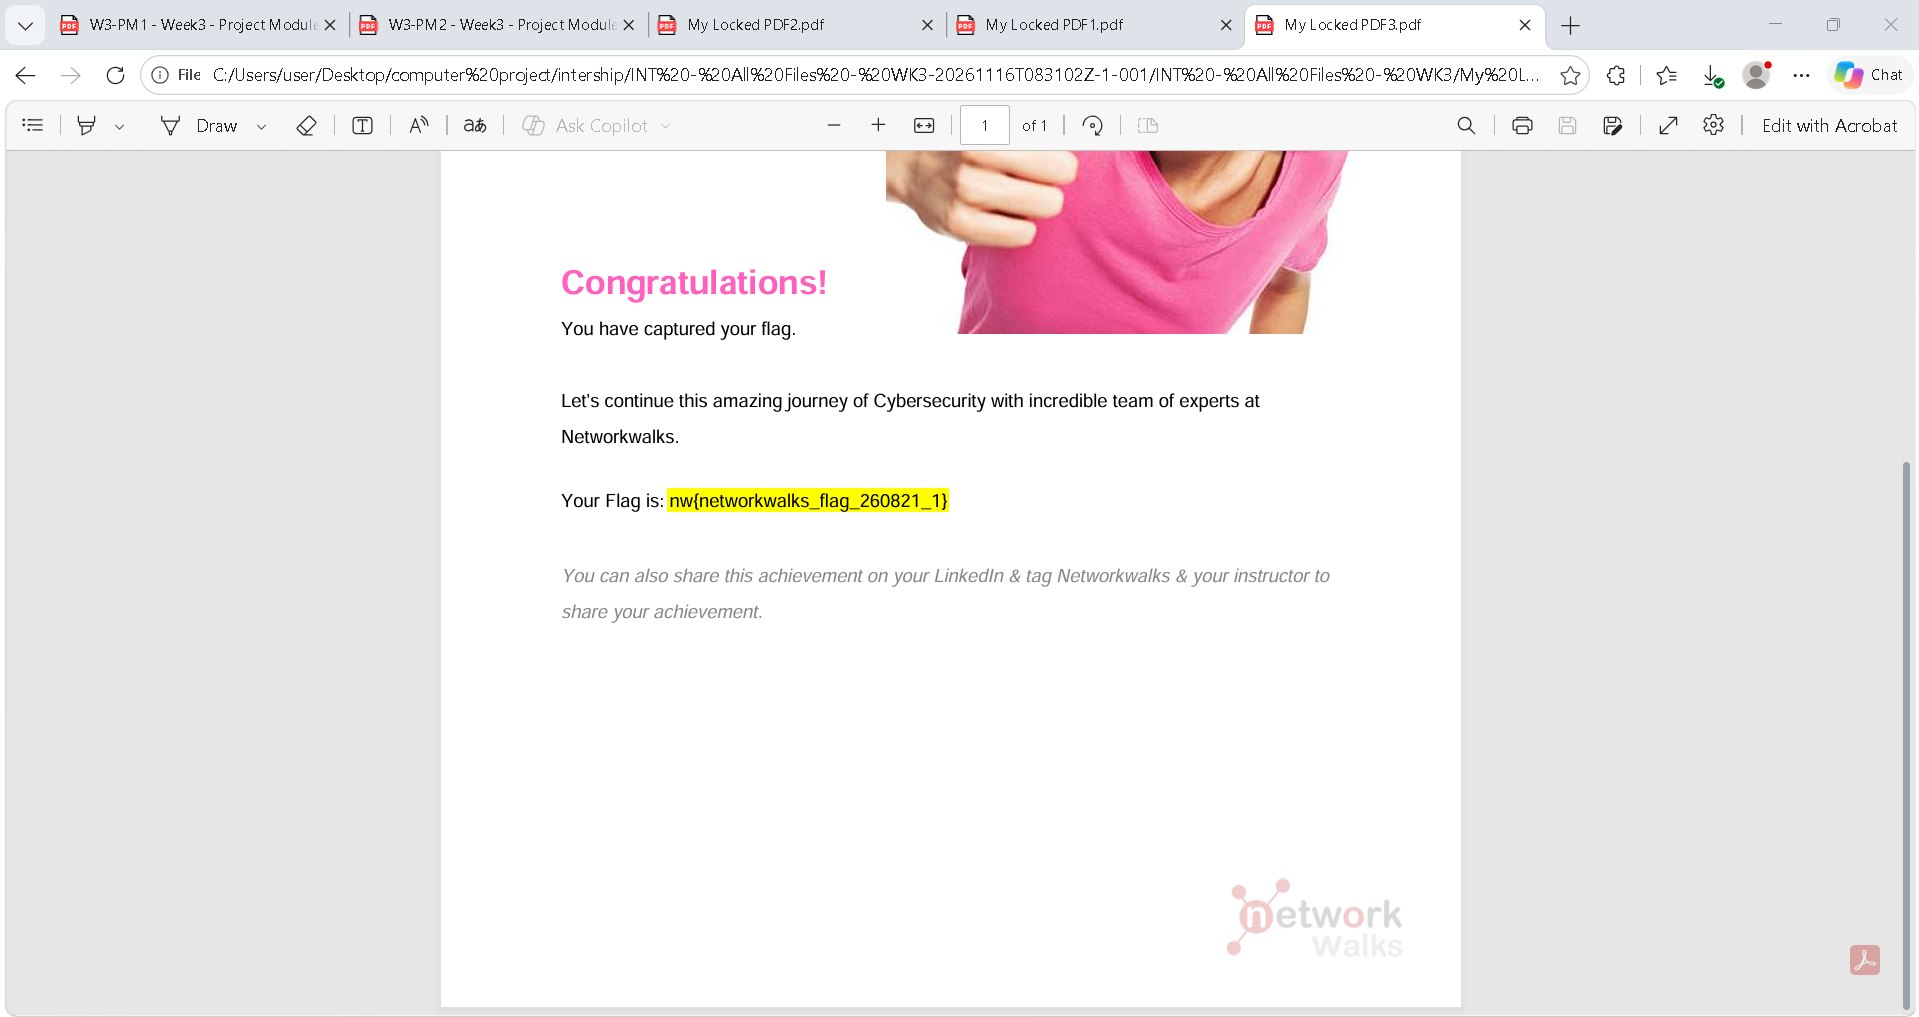 W3-PM1 - Week3 - Project Module
W3-PM2 - Week3 - Project Module
My Locked PDF2.pdf
My Locked PDF1.pdf
My Locked PDF3.pdf
File C:/Users/user/Desktop/computer%20project/intership/INT%20-%20All%20Files%20-%20WK3-20261116T083102Z-1-001/INT%20-%20All%20Files%20-%20WK3/My%20L...
Chat
Draw
Ask Copilot
1 of 1
Edit with Acrobat
Congratulations!
You have captured your flag.
Let's continue this amazing journey of Cybersecurity with incredible team of experts at
Networkwalks.
Your Flag is: nw{networkwalks_flag_260821_1}
You can also share this achievement on your LinkedIn & tag Networkwalks & your instructor to
share your achievement.
network
Walks